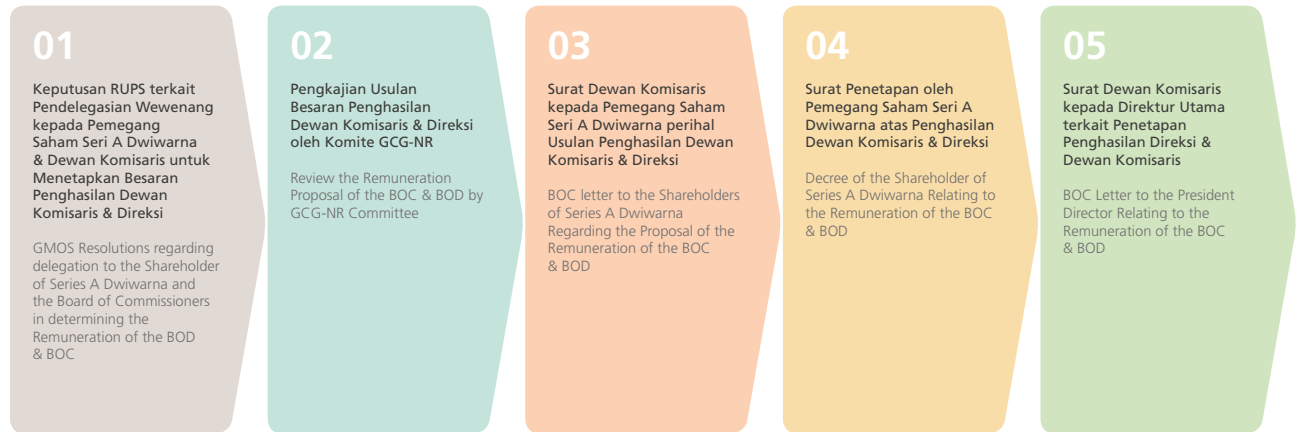 01
Keputusan RUPS terkait
Pendelegasian Wewenang
kepada Pemegang
Saham Seri A Dwiwarna
& Dewan Komisaris untuk
Menetapkan Besaran
Penghasilan Dewan
Komisaris & Direksi
GMOS Resolutions regarding
delegation to the Shareholder
of Series A Dwiwarna and
the Board of Commissioners
in determining the
Remuneration of the BOD
& BOC
02
Pengkajian Usulan
Besaran Penghasilan
Dewan Komisaris & Direksi
oleh Komite GCG-NR
Review the Remuneration
Proposal of the BOC & BOD by
GCG-NR Committee
03
Surat Dewan Komisaris
kepada Pemegang Saham
Seri A Dwiwarna perihal
Usulan Penghasilan Dewan
Komisaris & Direksi
BOC letter to the Shareholders
of Series A Dwiwarna
Regarding the Proposal of the
Remuneration of the BOC
& BOD
04
Surat Penetapan oleh
Pemegang Saham Seri A
Dwiwarna atas Penghasilan
Dewan Komisaris & Direksi
Decree of the Shareholder of
Series A Dwiwarna Relating to
the Remuneration of the BOC
& BOD
05
Surat Dewan Komisaris
kepada Direktur Utama
terkait Penetapan
Penghasilan Direksi &
Dewan Komisaris
BOC Letter to the President
Director Relating to the
Remuneration of the BOC
& BOD